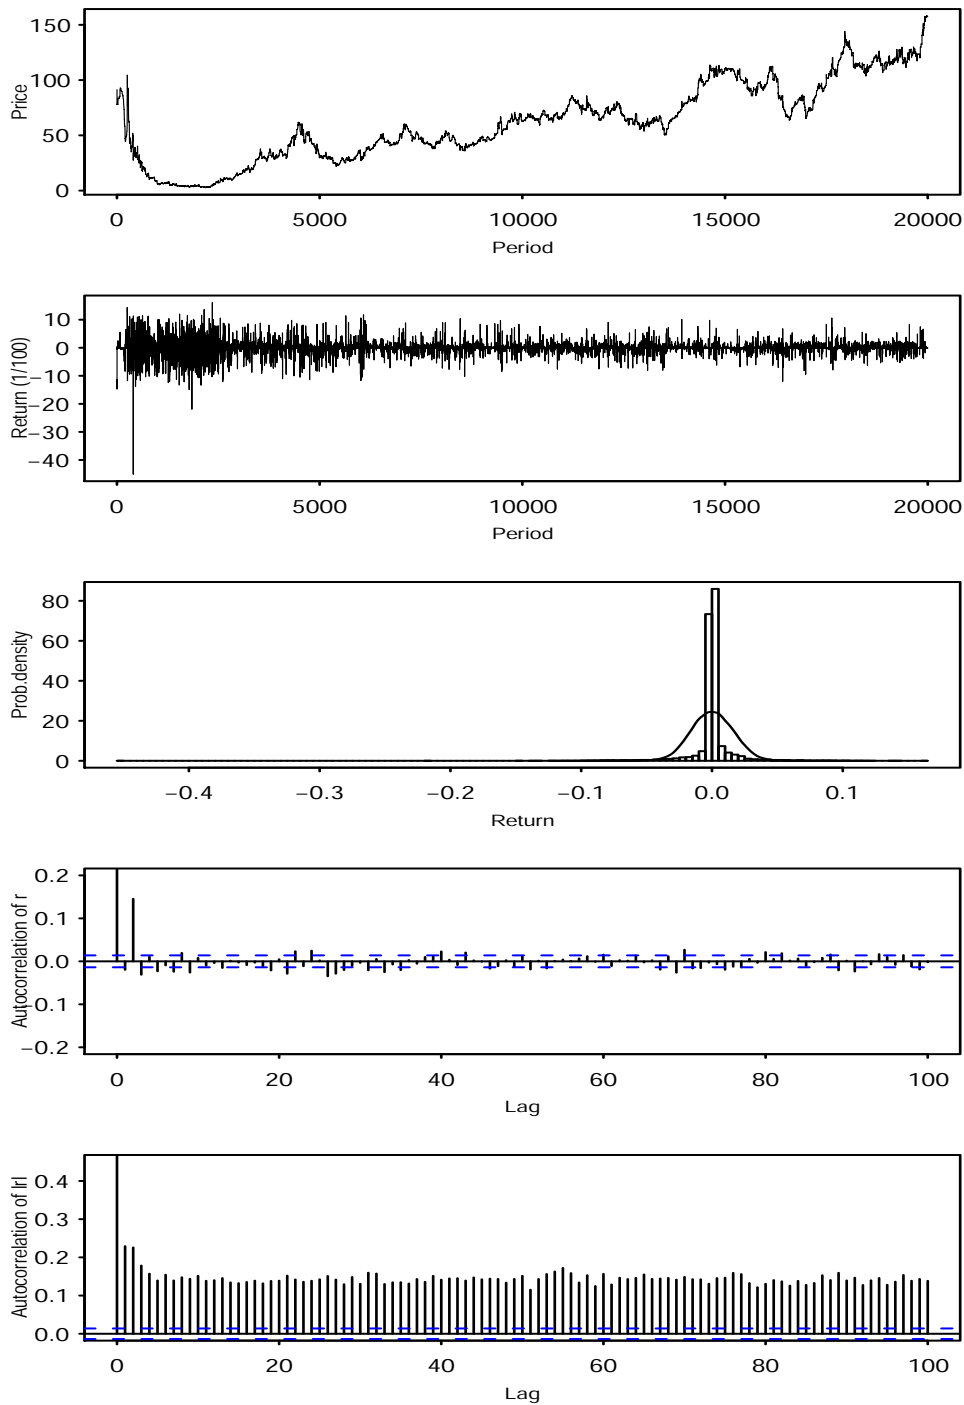 150
100
50
0
Price
0 5000 10000 15000 20000
Period
10
0
−10
−20
−30
−40
Return (1/100)
0 5000 10000 15000 20000
Period
80
60
40
20
0
Prob.density
−0.4 −0.3 −0.2 −0.1 0.0 0.1
Return
0.2
0.1
0.0
−0.1
−0.2
Autocorrelation of r
0 20 40 60 80 100
Lag
0.4
0.3
0.2
0.1
0.0
Autocorrelation of |r|
0 20 40 60 80 100
Lag